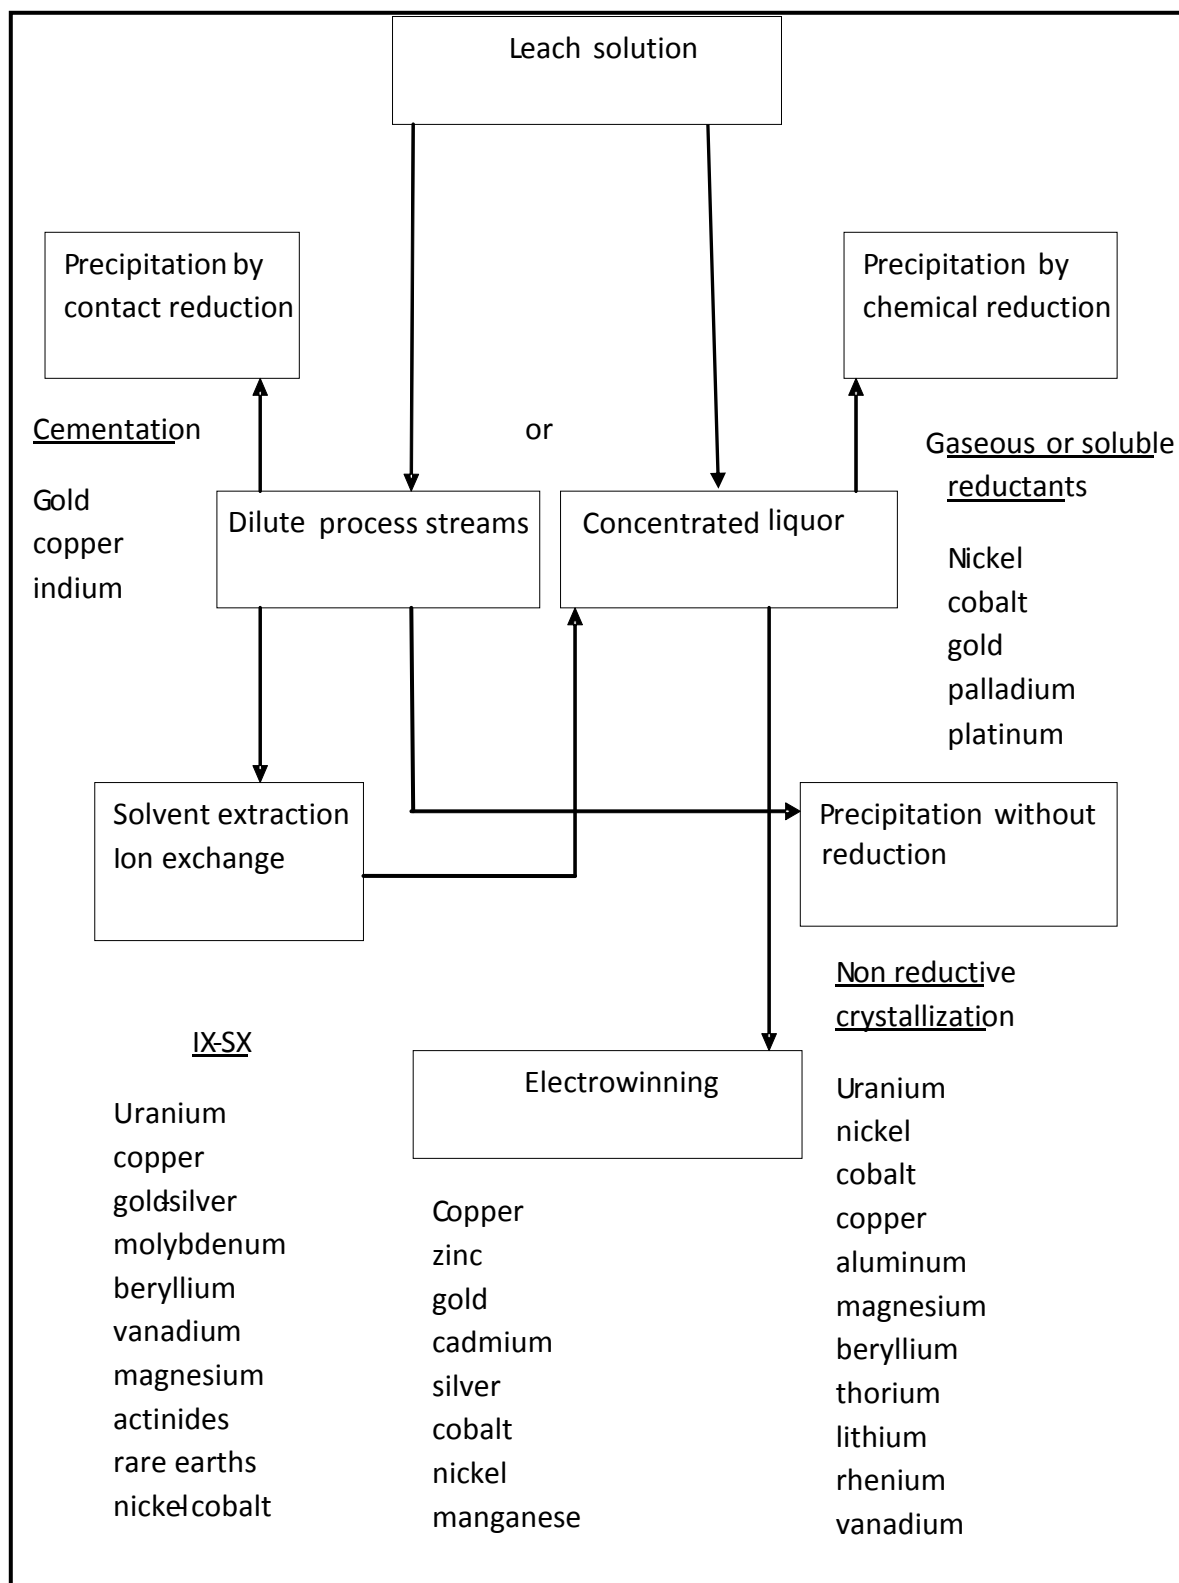 Leach solution
Precipitation by
contact reduction
Precipitation by
chemical reduction
Cementation
Gold
copper
indium
or
Gaseous or soluble
reductants
Nickel
cobalt
gold
palladium
platinum
Dilute process streams
Concentrated liquor
Solvent extraction
Ion exchange
Precipitation without
reduction
Non reductive
crystallization
IX-SX
Uranium
copper
gold-silver
molybdenum
beryllium
vanadium
magnesium
actinides
rare earths
nickel-cobalt
Electrowinning
Copper
zinc
gold
cadmium
silver
cobalt
nickel
manganese
Uranium
nickel
cobalt
copper
aluminum
magnesium
beryllium
thorium
lithium
rhenium
vanadium